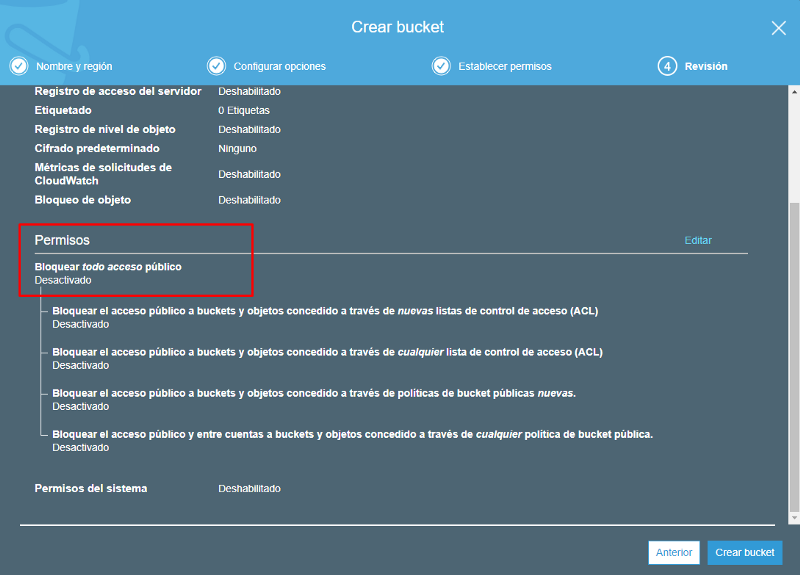 Crear bucket
Nombre y región
Configurar opciones
Establecer permisos
4 Revisión
Registro de acceso del servidor Deshabilitado
Etiquetado 0 Etiquetas
Registro de nivel de objeto Deshabilitado
Cifrado predeterminado Ninguno
Métricas de solicitudes de
CloudWatch Deshabilitado
Bloqueo de objeto Deshabilitado
Permisos Editar
Bloquear todo acceso público
Desactivado
Bloquear el acceso público a buckets y objetos concedido a través de nuevas listas de control de acceso (ACL)
Desactivado
Bloquear el acceso público a buckets y objetos concedido a través de cualquier lista de control de acceso (ACL)
Desactivado
Bloquear el acceso público a buckets y objetos concedido a través de políticas de bucket públicas nuevas.
Desactivado
Bloquear el acceso público y entre cuentas a buckets y objetos concedido a través de cualquier política de bucket pública.
Desactivado
Permisos del sistema Deshabilitado
Anterior
Crear bucket